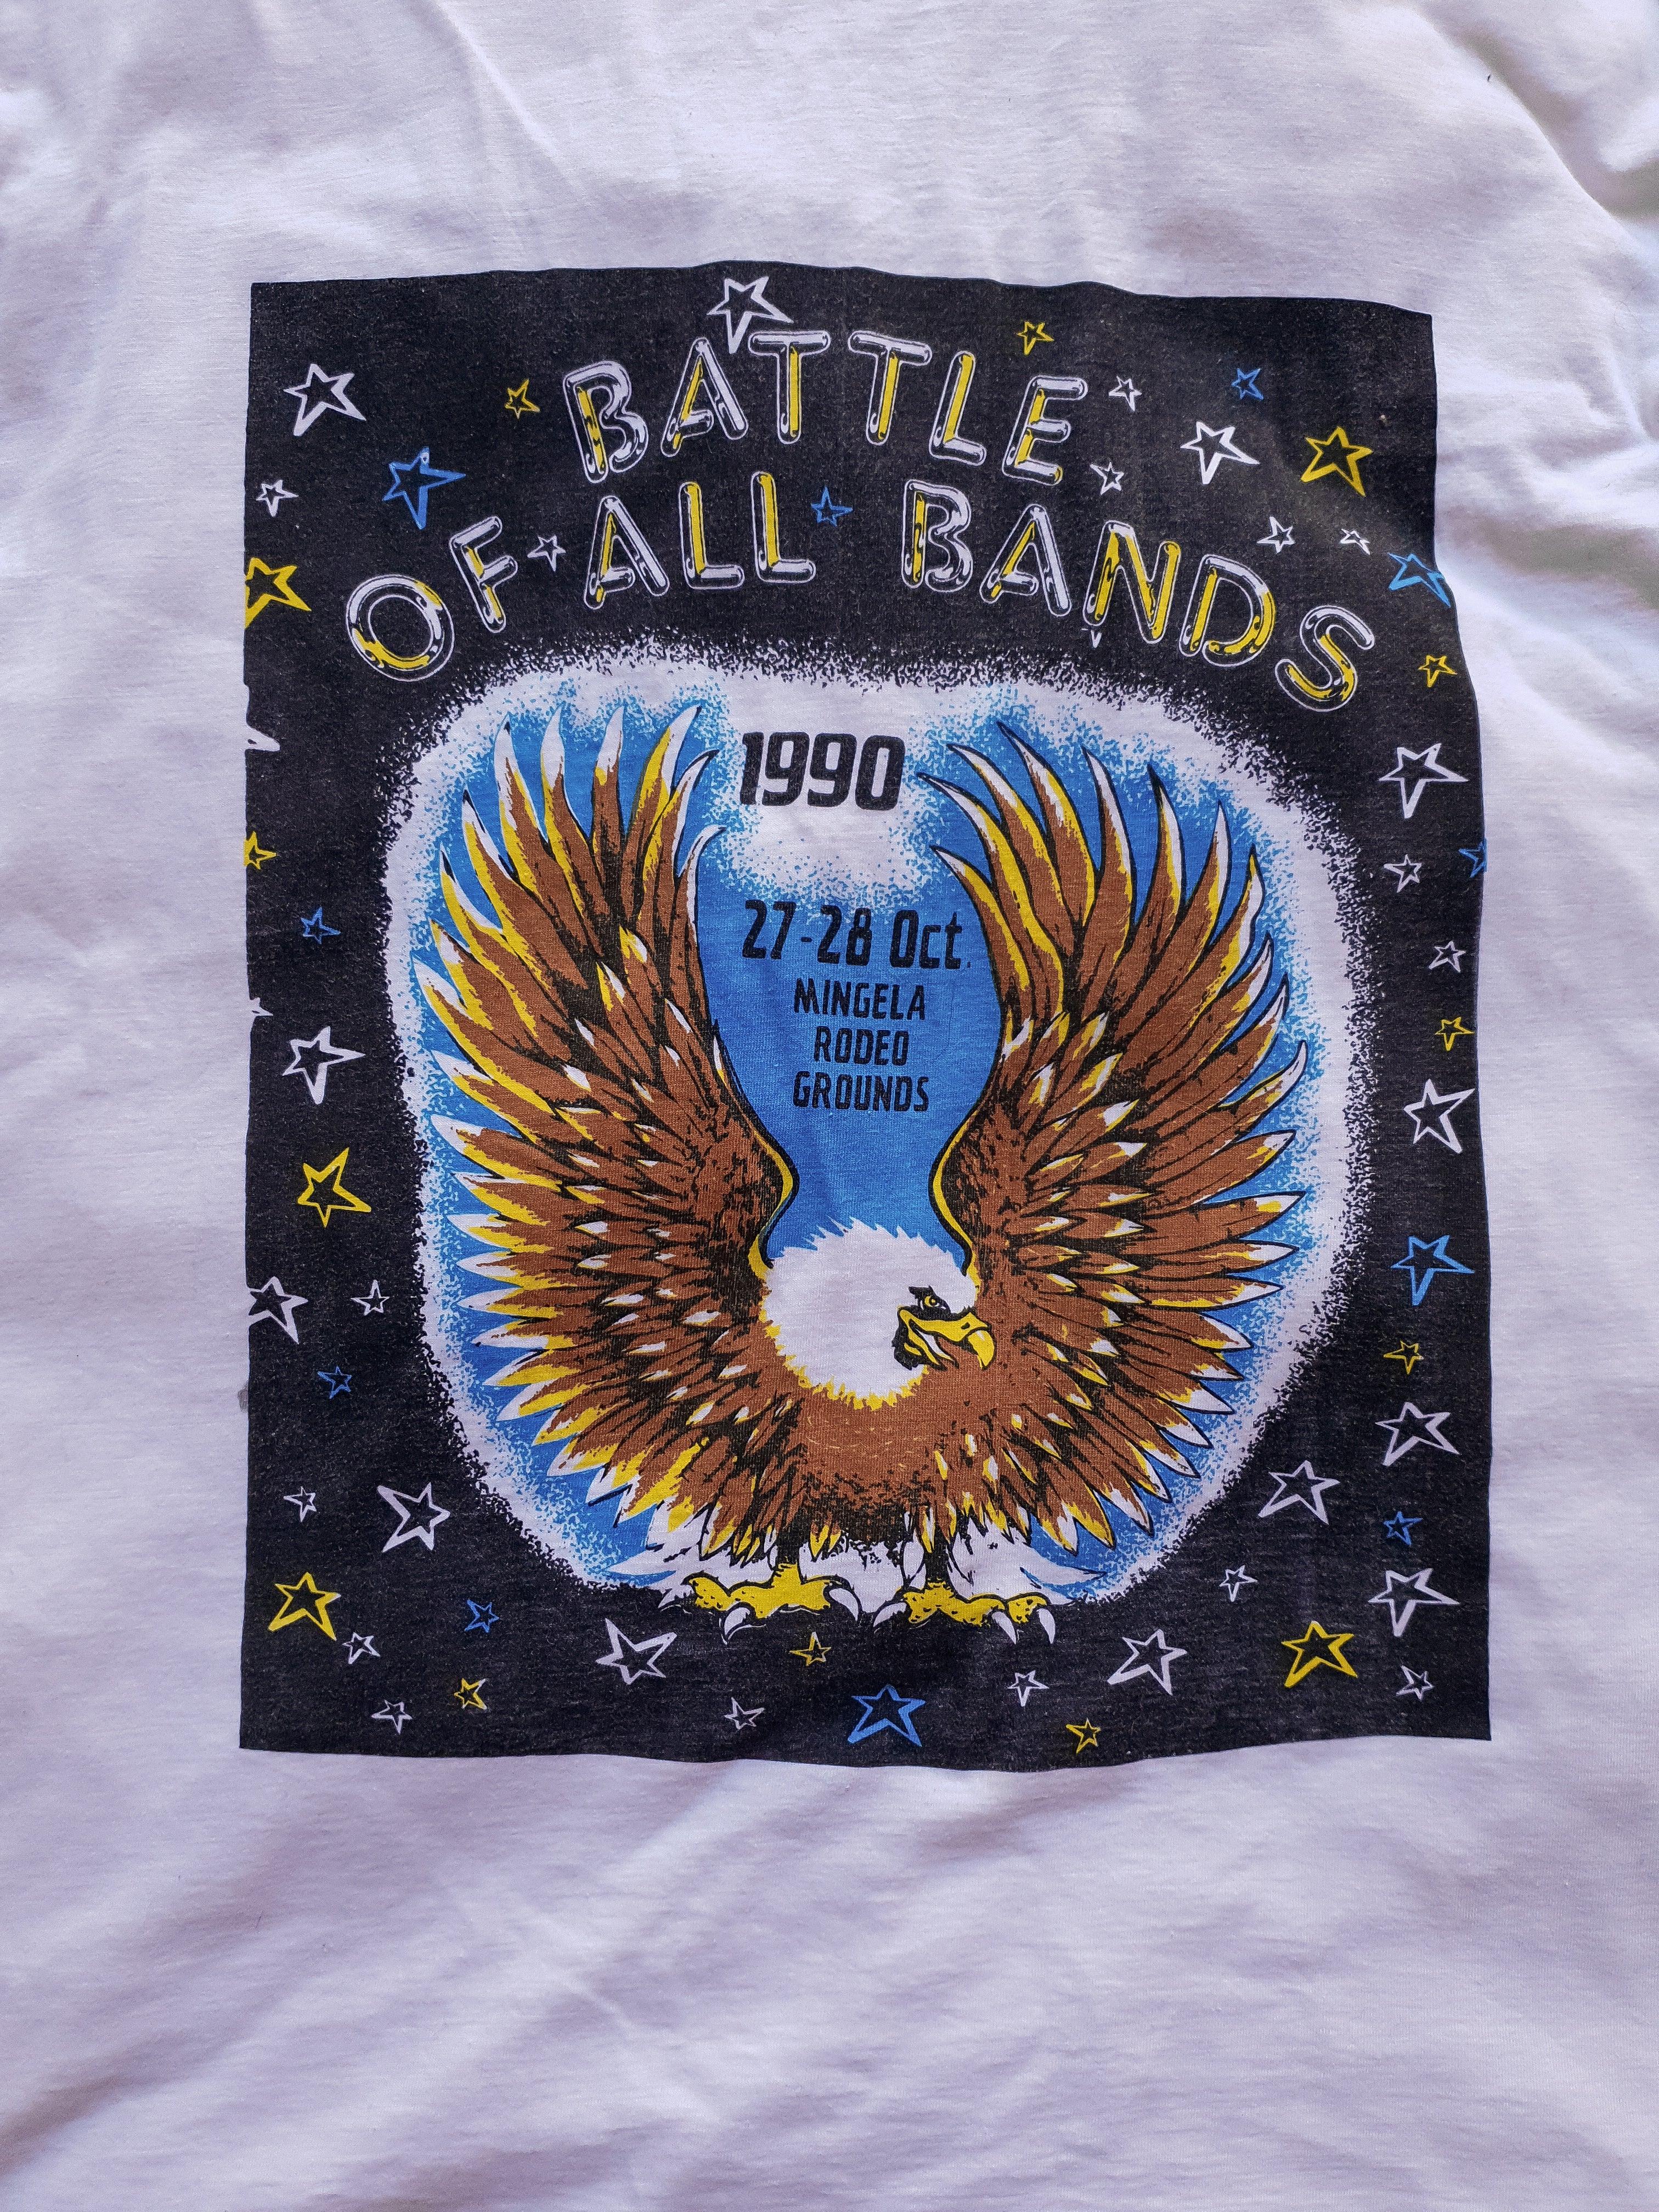 BATTLE
OF ALL BANDS
1990
27-28 Oct.
MINGELA
RODEO
GROUNDS